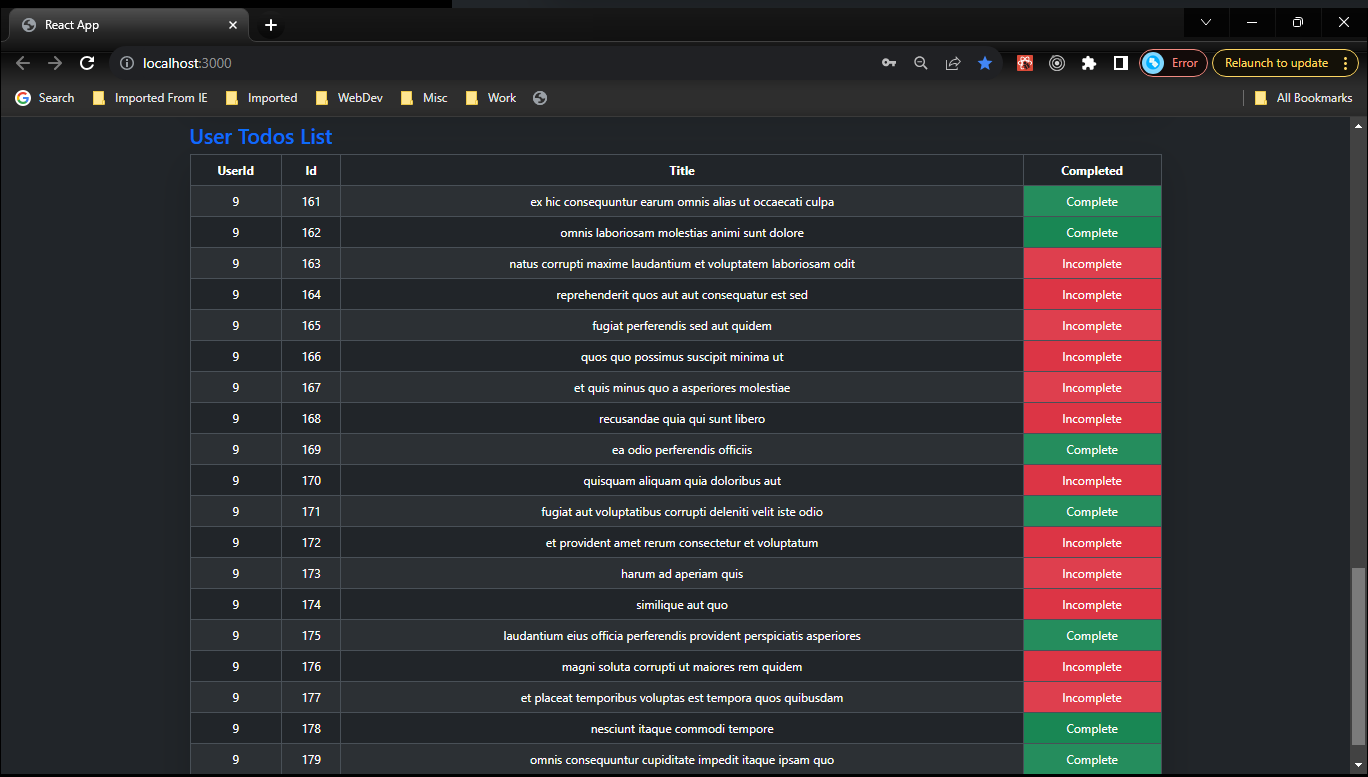 React App
localhost:3000
Error
Relaunch to update
Search Imported From IE Imported WebDev Misc Work All Bookmarks
User Todos List
UserId Id Title Completed
9 161 ex hic consequuntur earum omnis alias ut occaecati culpa Complete
9 162 omnis laboriosam molestias animi sunt dolore Complete
9 163 natus corrupti maxime laudantium et voluptatem laboriosam odit Incomplete
9 164 reprehenderit quos aut aut consequatur est sed Incomplete
9 165 fugiat perferendis sed aut quidem Incomplete
9 166 quos quo possimus suscipit minima ut Incomplete
9 167 et quis minus quo a asperiores molestiae Incomplete
9 168 recusandae quia qui sunt libero Incomplete
9 169 ea odio perferendis officiis Complete
9 170 quisquam aliquam quia doloribus aut Incomplete
9 171 fugiat aut voluptatibus corrupti deleniti velit iste odio Complete
9 172 et provident amet rerum consectetur et voluptatum Incomplete
9 173 harum ad aperiam quis Incomplete
9 174 similique aut quo Incomplete
9 175 laudantium eius officia perferendis provident perspiciatis asperiores Complete
9 176 magni soluta corrupti ut maiores rem quidem Incomplete
9 177 et placeat temporibus voluptas est tempora quos quibusdam Incomplete
9 178 nesciunt itaque commodi tempore Complete
9 179 omnis consequuntur cupiditate impedit itaque ipsam quo Complete